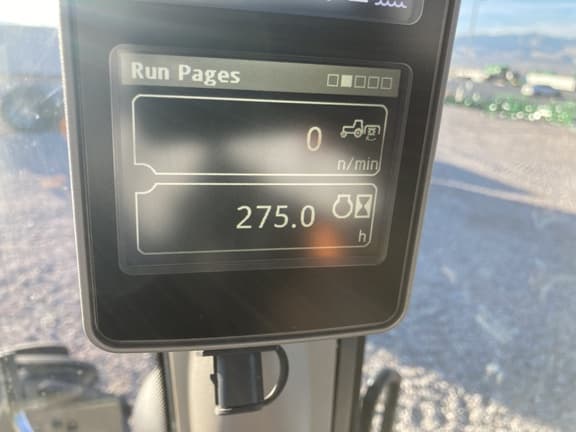 Run Pages
0
n/min
275.0
h